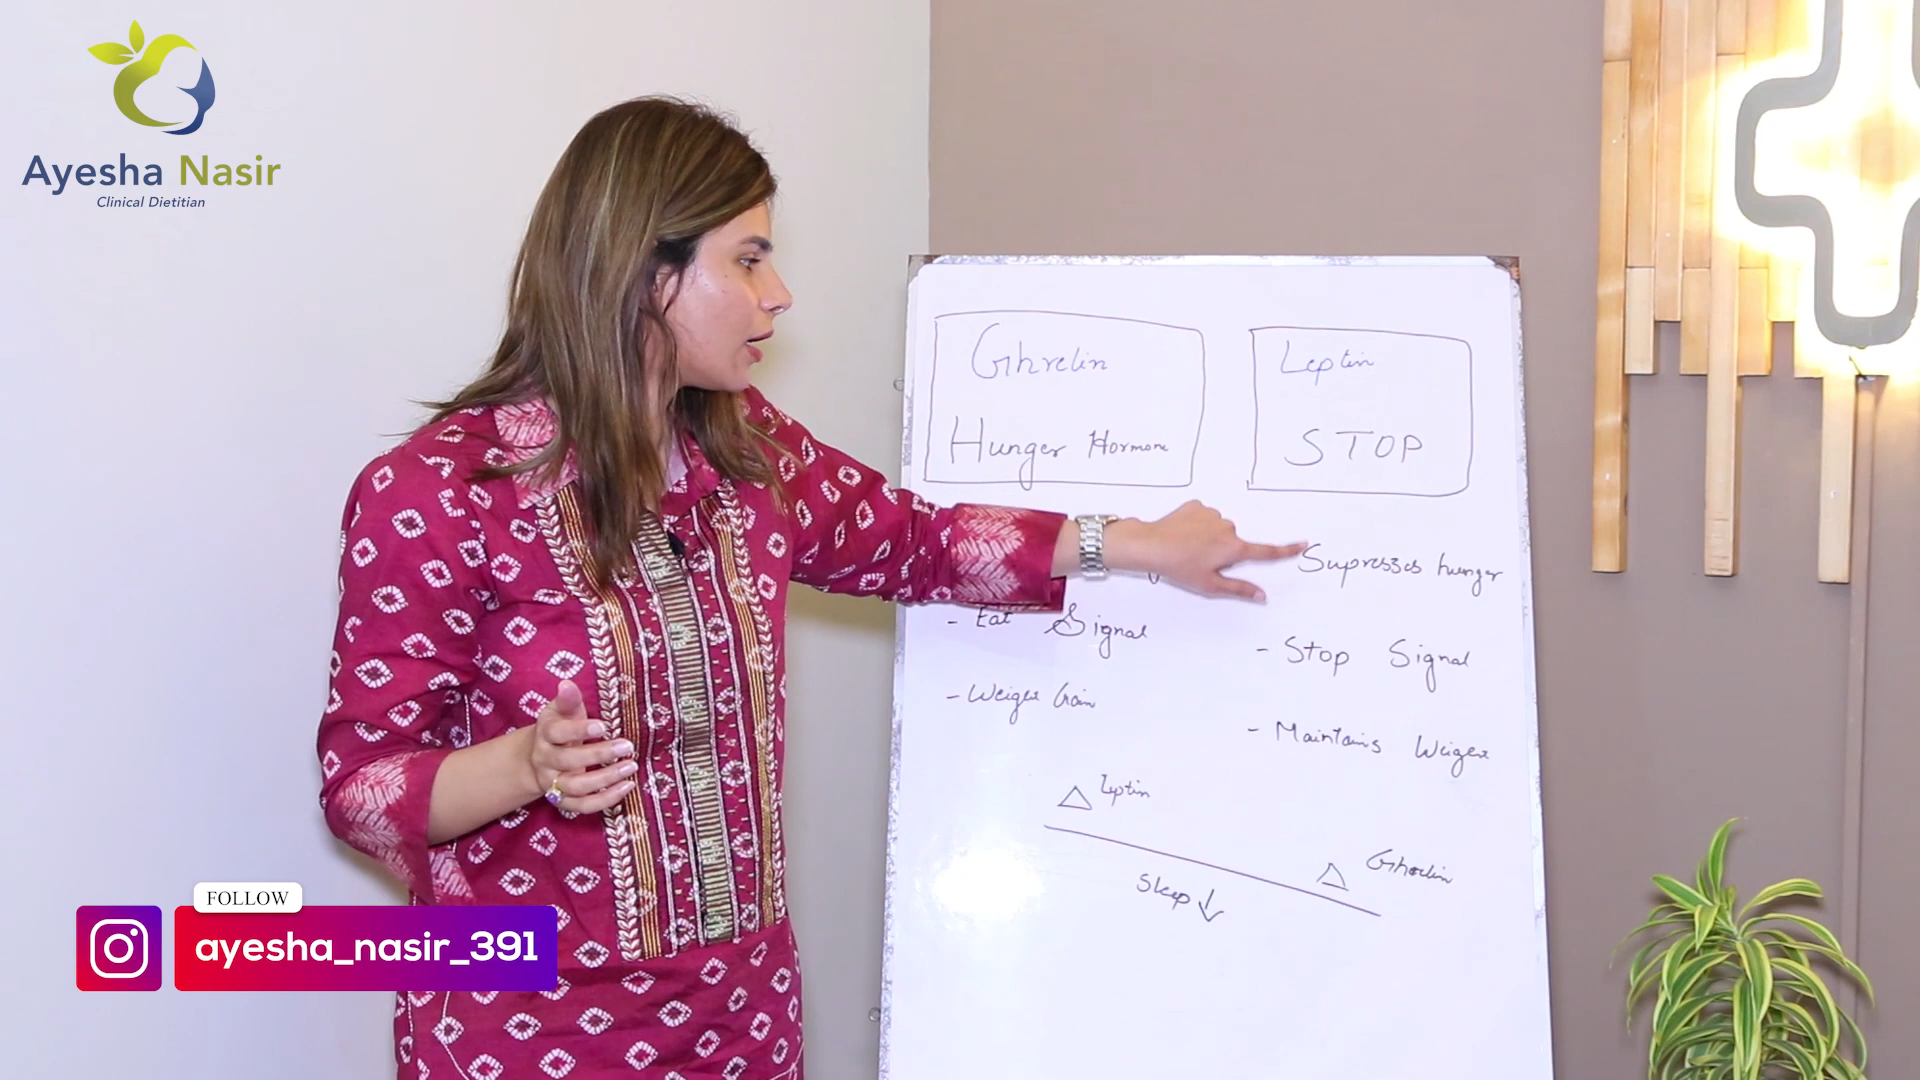 Ayesha Nasir
Clinical Dietitian
Ghrelin
Hunger Hormone
- Eat Signal
- Weight Gain
Leptin
STOP
Supresses hunger
- Stop Signal
- Maintains Weight
Leptin
Ghrelin
Sleep ↓
FOLLOW
ayesha_nasir_391